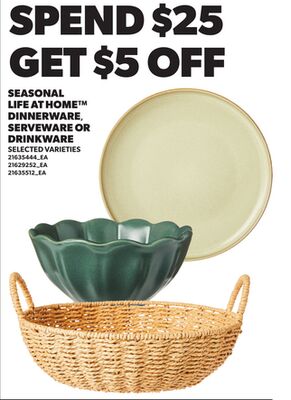 SPEND $25
GET $5 OFF
SEASONAL
LIFE AT HOME™
DINNERWARE,
SERVEWARE OR
DRINKWARE
SELECTED VARIETIES
21635444_EA
21629252_EA
21635512_EA